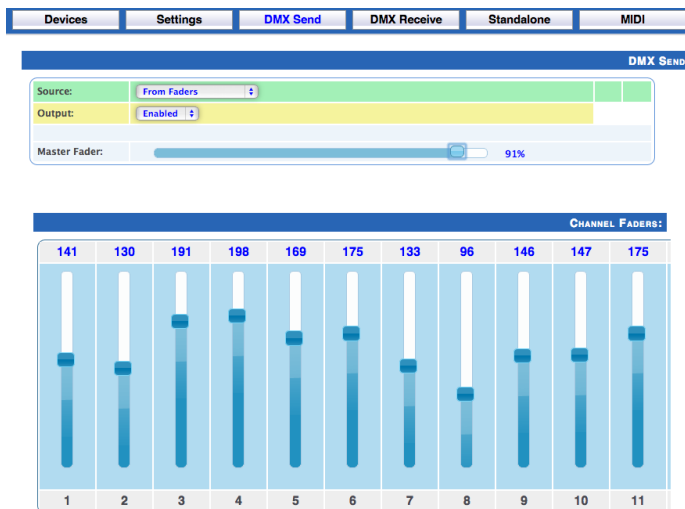 Devices Settings DMX Send DMX Receive Standalone MIDI
DMX Send
Source: From Faders
Output: Enabled
Master Fader: 91%
Channel Faders:
141 130 191 198 169 175 133 96 146 147 175
1 2 3 4 5 6 7 8 9 10 11